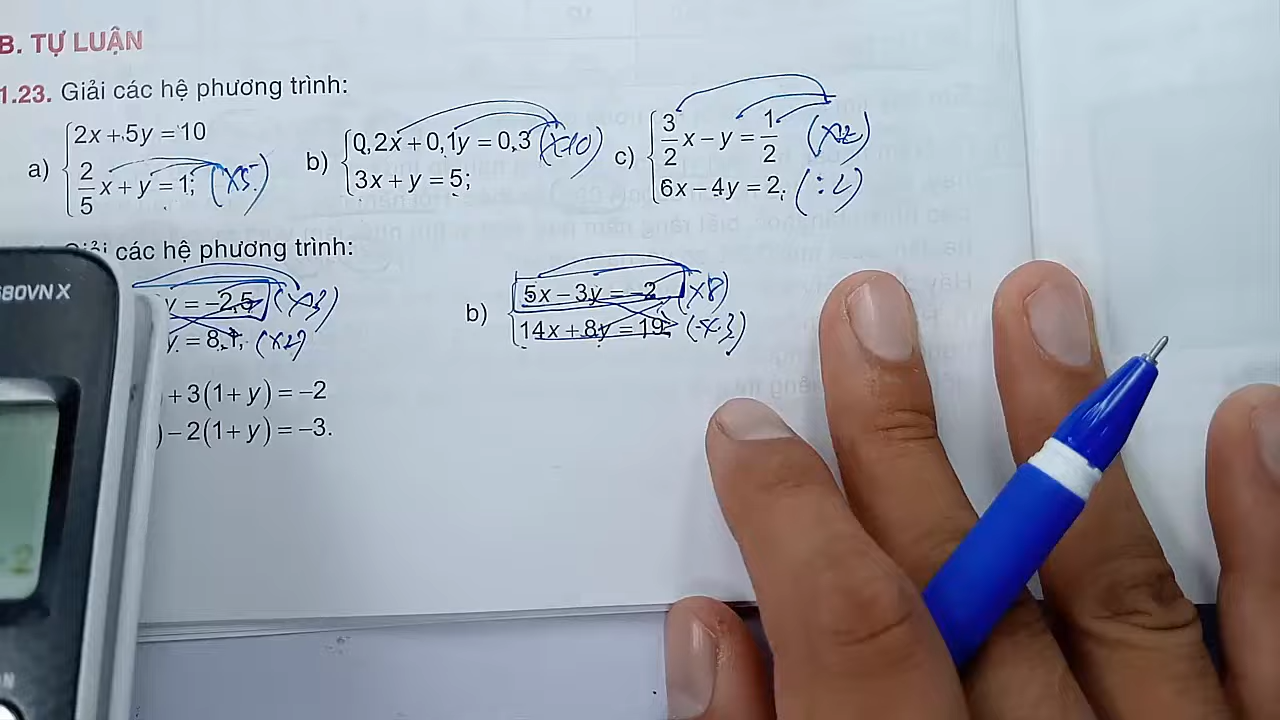 B. TỰ LUẬN
1.23. Giải các hệ phương trình:
a) { 2x + 5y = 10
2/5 x + y = 1; (x5)
b) { 0,2x + 0,1y = 0,3 (x10)
3x + y = 5;
c) { 3/2 x − y = 1/2 (x2)
6x − 4y = 2. (:2)
Giải các hệ phương trình:
y = −2,5 (x3)
y = 8,1; (x2)
b) { 5x − 3y = −2 (x8)
14x + 8y = 19; (x3)
+ 3(1 + y) = −2
) − 2(1 + y) = −3.
680VN X